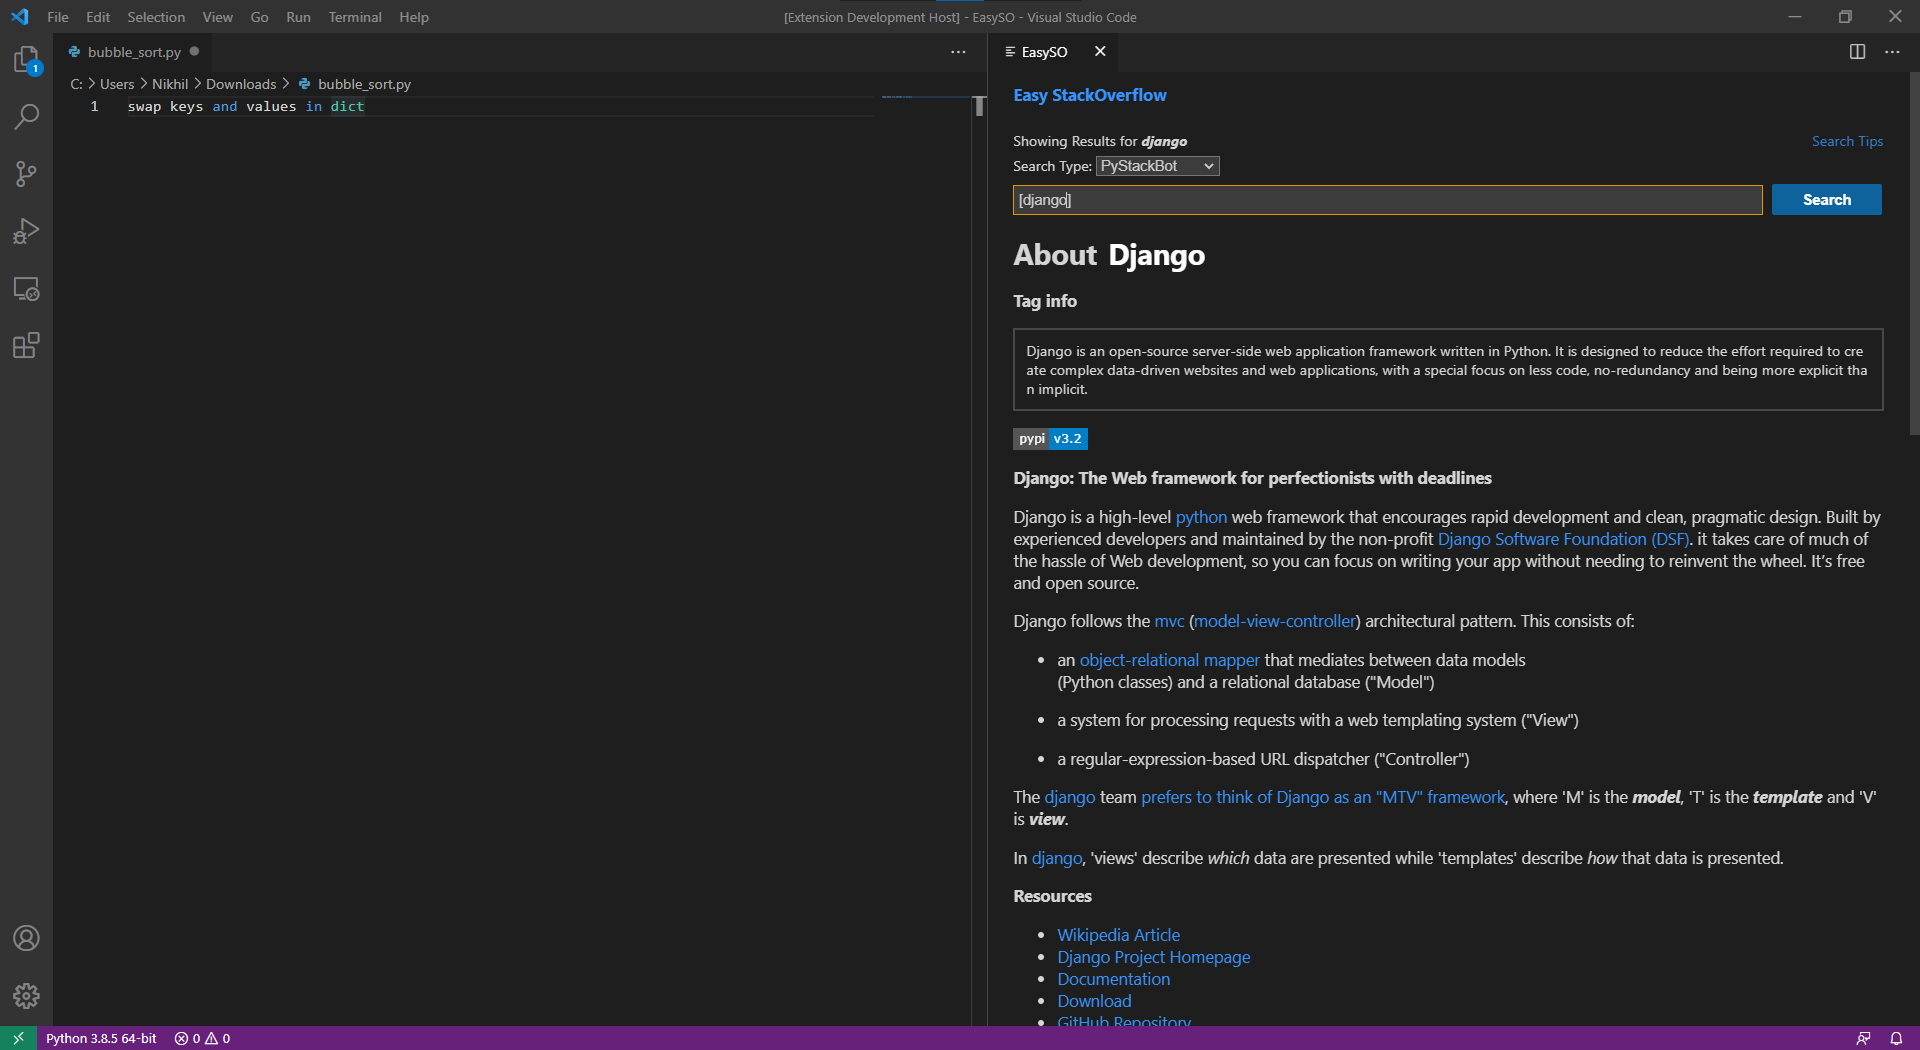 File Edit Selection View Go Run Terminal Help
[Extension Development Host] - EasySO - Visual Studio Code
1
bubble_sort.py
C: > Users > Nikhil > Downloads > bubble_sort.py
1 swap keys and values in dict
EasySO
Easy StackOverflow
Showing Results for django
Search Tips
Search Type: PyStackBot
[django]
Search
About Django
Tag info
Django is an open-source server-side web application framework written in Python. It is designed to reduce the effort required to cre
ate complex data-driven websites and web applications, with a special focus on less code, no-redundancy and being more explicit tha
n implicit.
pypi v3.2
Django: The Web framework for perfectionists with deadlines
Django is a high-level python web framework that encourages rapid development and clean, pragmatic design. Built by
experienced developers and maintained by the non-profit Django Software Foundation (DSF). it takes care of much of
the hassle of Web development, so you can focus on writing your app without needing to reinvent the wheel. It’s free
and open source.
Django follows the mvc (model-view-controller) architectural pattern. This consists of:
• an object-relational mapper that mediates between data models
(Python classes) and a relational database ("Model")
• a system for processing requests with a web templating system ("View")
• a regular-expression-based URL dispatcher ("Controller")
The django team prefers to think of Django as an "MTV" framework, where 'M' is the model, 'T' is the template and 'V'
is view.
In django, 'views' describe which data are presented while 'templates' describe how that data is presented.
Resources
• Wikipedia Article
• Django Project Homepage
• Documentation
• Download
• GitHub Repository
Python 3.8.5 64-bit 0 0